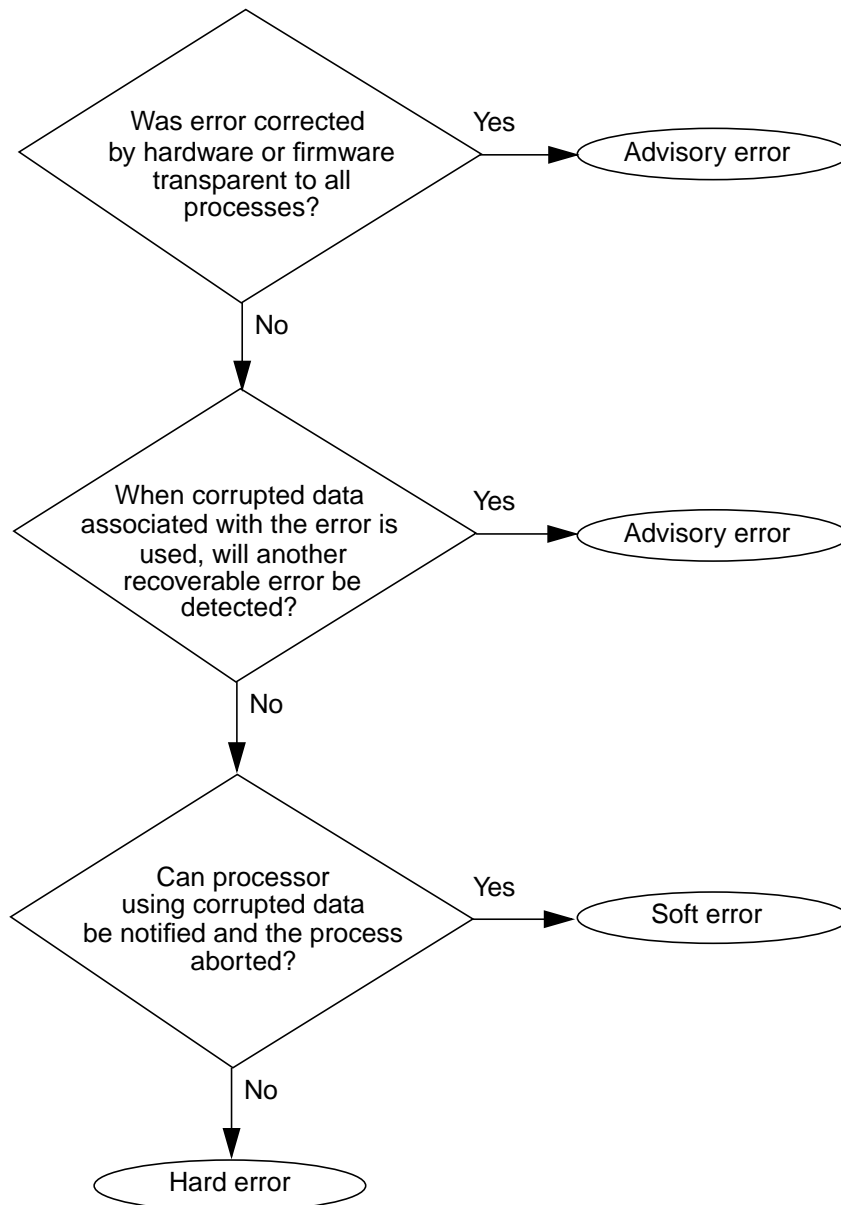 Was error corrected
by hardware or firmware
transparent to all
processes?
Yes
Advisory error
No
When corrupted data
associated with the error is
used, will another
recoverable error be
detected?
Yes
Advisory error
No
Can processor
using corrupted data
be notified and the process
aborted?
Yes
Soft error
No
Hard error